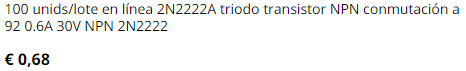 100 unids/lote en línea 2N2222A triodo transistor NPN conmutación a
92 0.6A 30V NPN 2N2222
€ 0,68